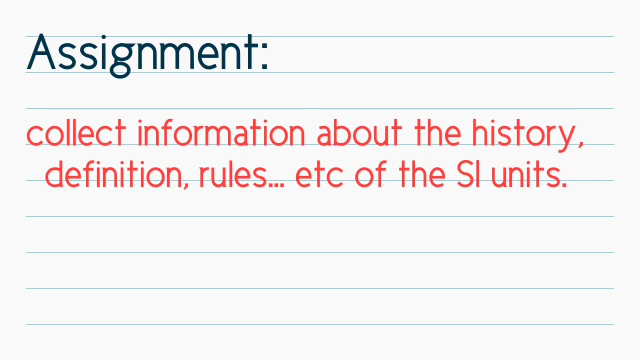 Assignment:
collect information about the history,
definition, rules... etc of the SI units.